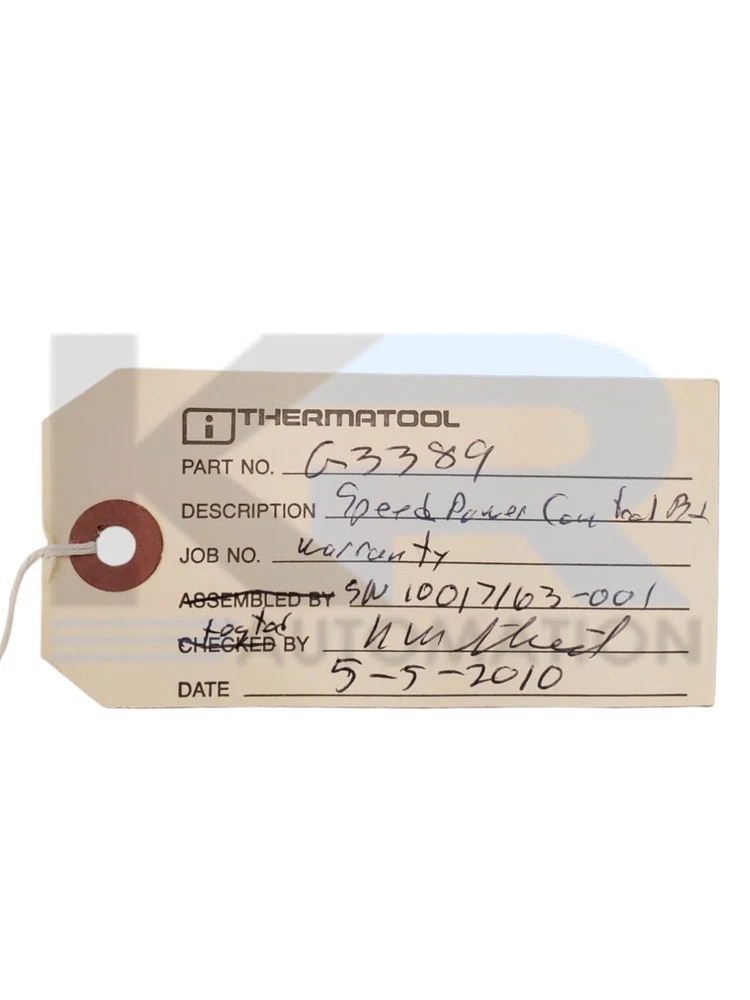 THERMATOOL
PART NO. G3389
DESCRIPTION Speed Power Control Bd
JOB NO. warranty
ASSEMBLED BY SN 10017163-001
CHECKED BY
DATE 5-5-2010
KR
AUTOMATION